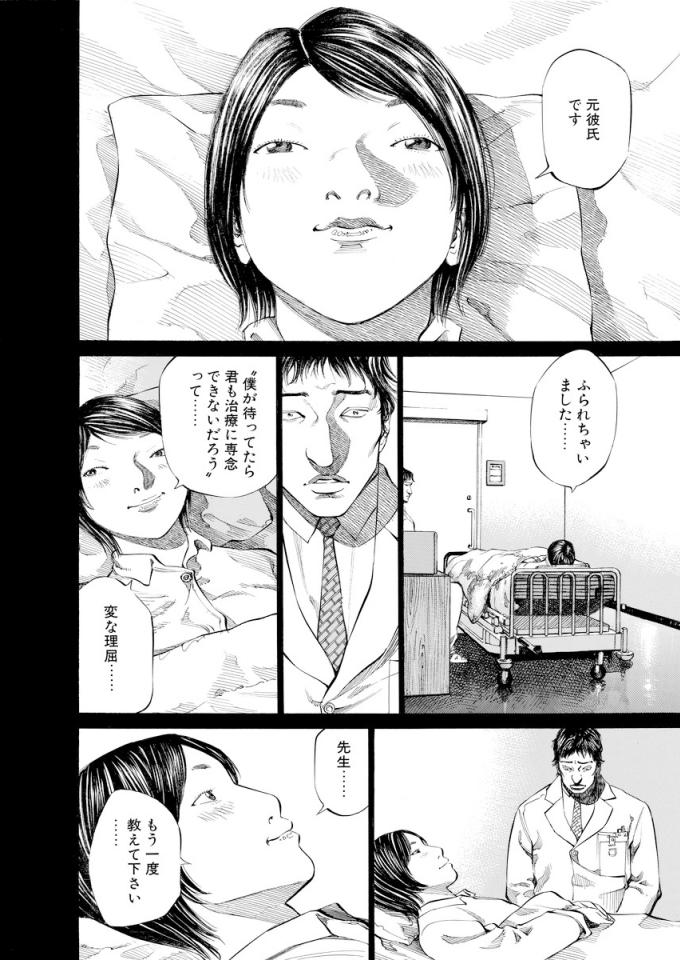 元彼氏
です
ふられちゃい
ました……
〝僕が待ってたら
君も治療に専念
できないだろう〟
って……
変な理屈……
先生……
もう一度
教えて下さい
……